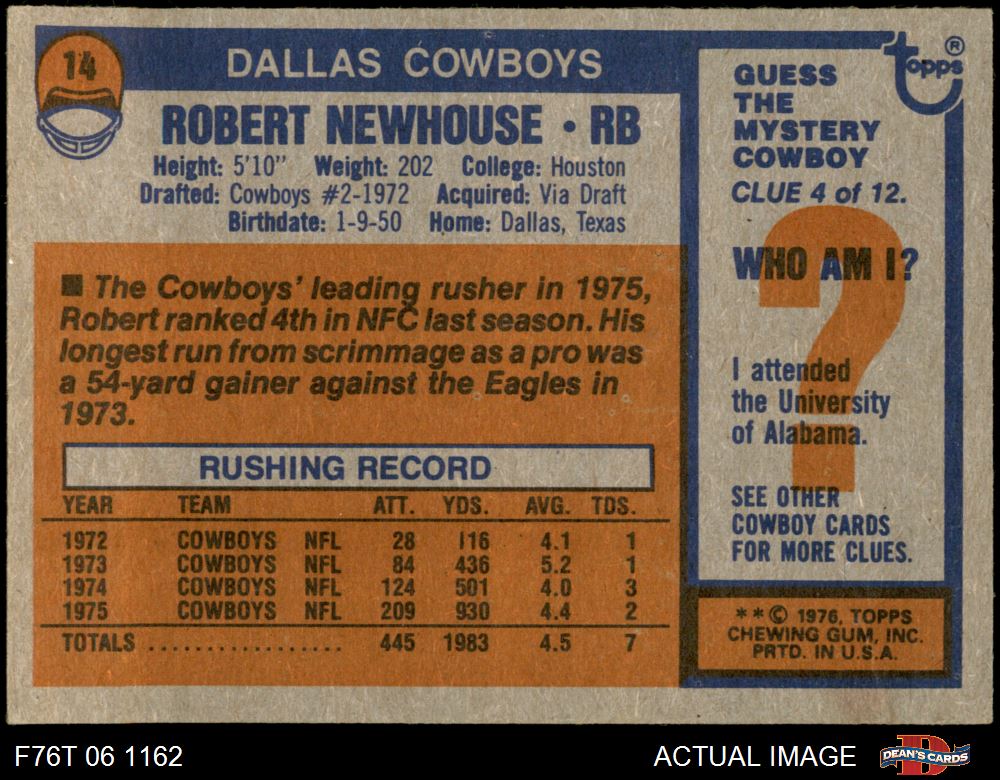 14
DALLAS COWBOYS
ROBERT NEWHOUSE • RB
Height: 5'10" Weight: 202 College: Houston
Drafted: Cowboys #2-1972 Acquired: Via Draft
Birthdate: 1-9-50 Home: Dallas, Texas
■ The Cowboys' leading rusher in 1975,
Robert ranked 4th in NFC last season. His
longest run from scrimmage as a pro was
a 54-yard gainer against the Eagles in
1973.
RUSHING RECORD
YEAR TEAM ATT. YDS. AVG. TDS.
1972 COWBOYS NFL 28 116 4.1 1
1973 COWBOYS NFL 84 436 5.2 1
1974 COWBOYS NFL 124 501 4.0 3
1975 COWBOYS NFL 209 930 4.4 2
TOTALS ................. 445 1983 4.5 7
topps ®
GUESS
THE
MYSTERY
COWBOY
CLUE 4 of 12.
WHO AM I?
I attended
the University
of Alabama.
SEE OTHER
COWBOY CARDS
FOR MORE CLUES.
**© 1976, TOPPS
CHEWING GUM, INC.
PRTD. IN U.S.A.
F76T 06 1162
ACTUAL IMAGE
DEAN'S CARDS